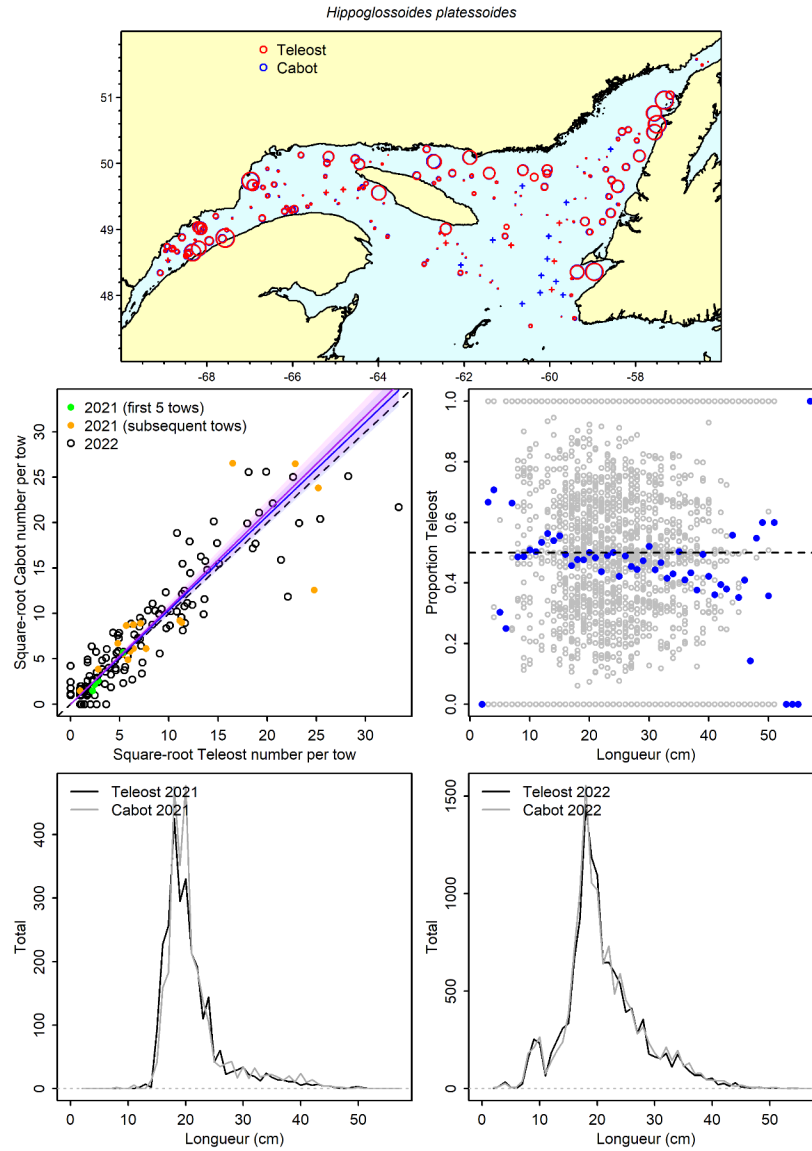 Hippoglossoides platessoides
Teleost
Cabot
51
50
49
48
−68 −66 −64 −62 −60 −58
2021 (first 5 tows)
2021 (subsequent tows)
2022
Square-root Cabot number per tow
0 5 10 15 20 25 30
0 5 10 15 20 25 30
Square-root Teleost number per tow
Proportion Teleost
0.0 0.2 0.4 0.6 0.8 1.0
0 10 20 30 40 50
Longueur (cm)
Teleost 2021
Cabot 2021
Total
0 100 200 300 400
0 10 20 30 40 50
Longueur (cm)
Teleost 2022
Cabot 2022
Total
0 500 1000 1500
0 10 20 30 40 50
Longueur (cm)